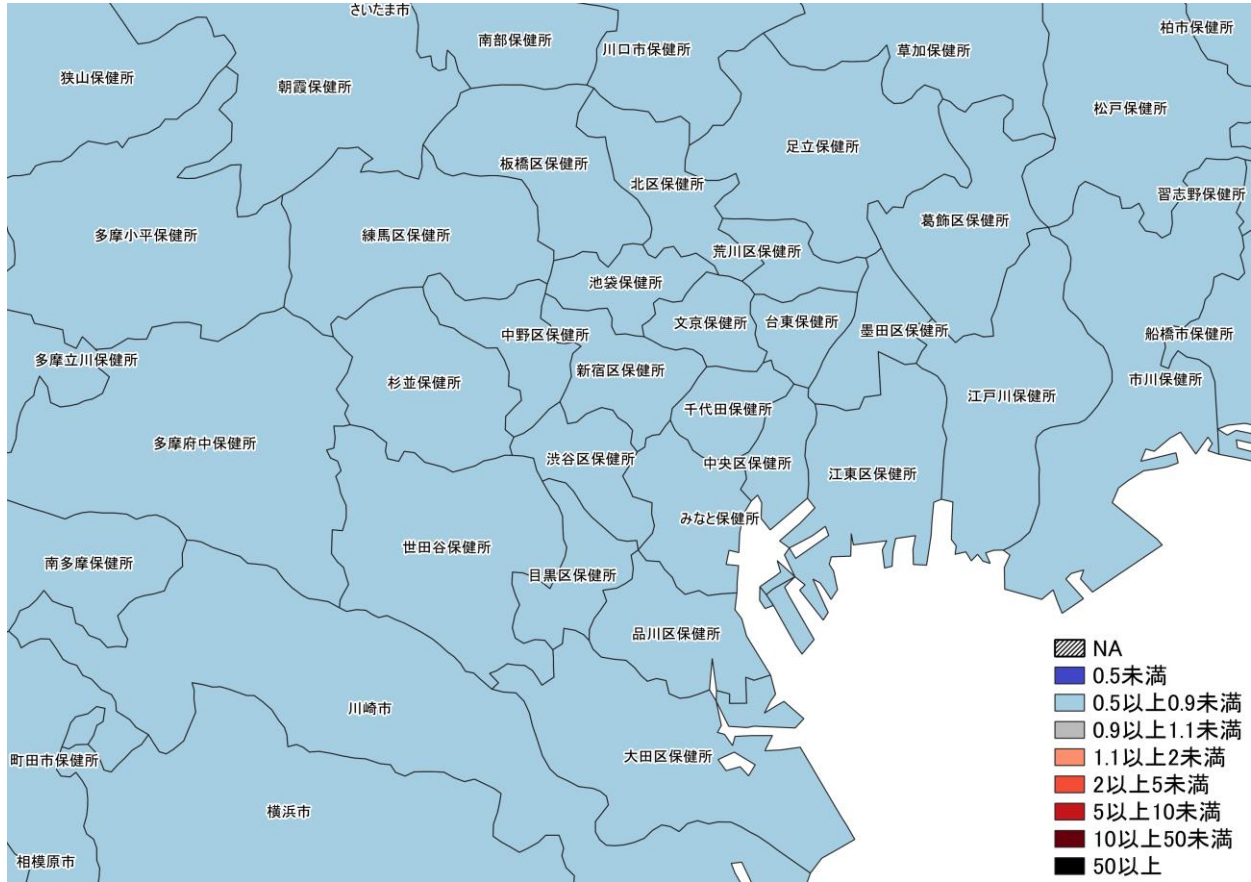 さいたま市
南部保健所
川口市保健所
草加保健所
柏市保健所
狭山保健所
朝霞保健所
松戸保健所
足立保健所
板橋区保健所
北区保健所
習志野保健所
葛飾区保健所
多摩小平保健所
練馬区保健所
荒川区保健所
池袋保健所
文京保健所
台東保健所
墨田区保健所
中野区保健所
船橋市保健所
多摩立川保健所
杉並保健所
新宿区保健所
市川保健所
江戸川保健所
千代田保健所
多摩府中保健所
渋谷区保健所
中央区保健所
江東区保健所
みなと保健所
世田谷保健所
南多摩保健所
目黒区保健所
品川区保健所
川崎市
大田区保健所
町田市保健所
横浜市
相模原市
NA
0.5未満
0.5以上0.9未満
0.9以上1.1未満
1.1以上2未満
2以上5未満
5以上10未満
10以上50未満
50以上